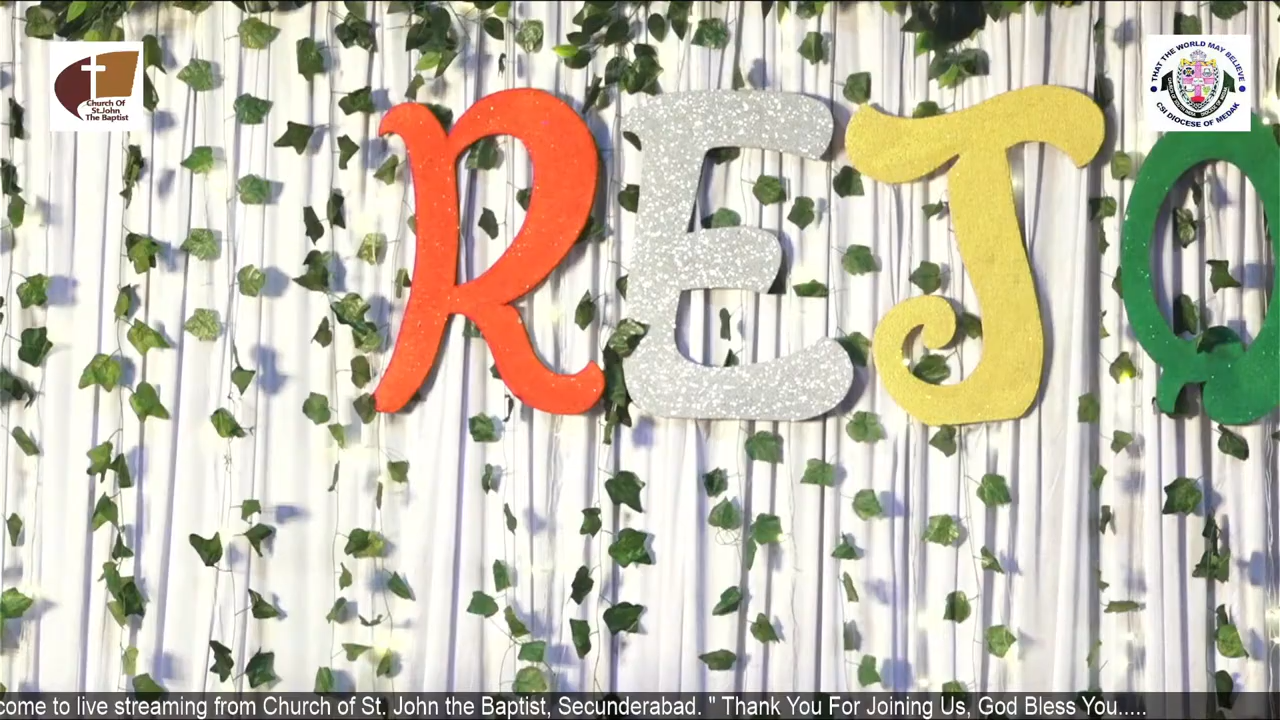 Church Of
St.John
The Baptist
THAT THE WORLD MAY BELIEVE
CSI DIOCESE OF MEDAK
REJO
come to live streaming from Church of St. John the Baptist, Secunderabad. " Thank You For Joining Us, God Bless You.....